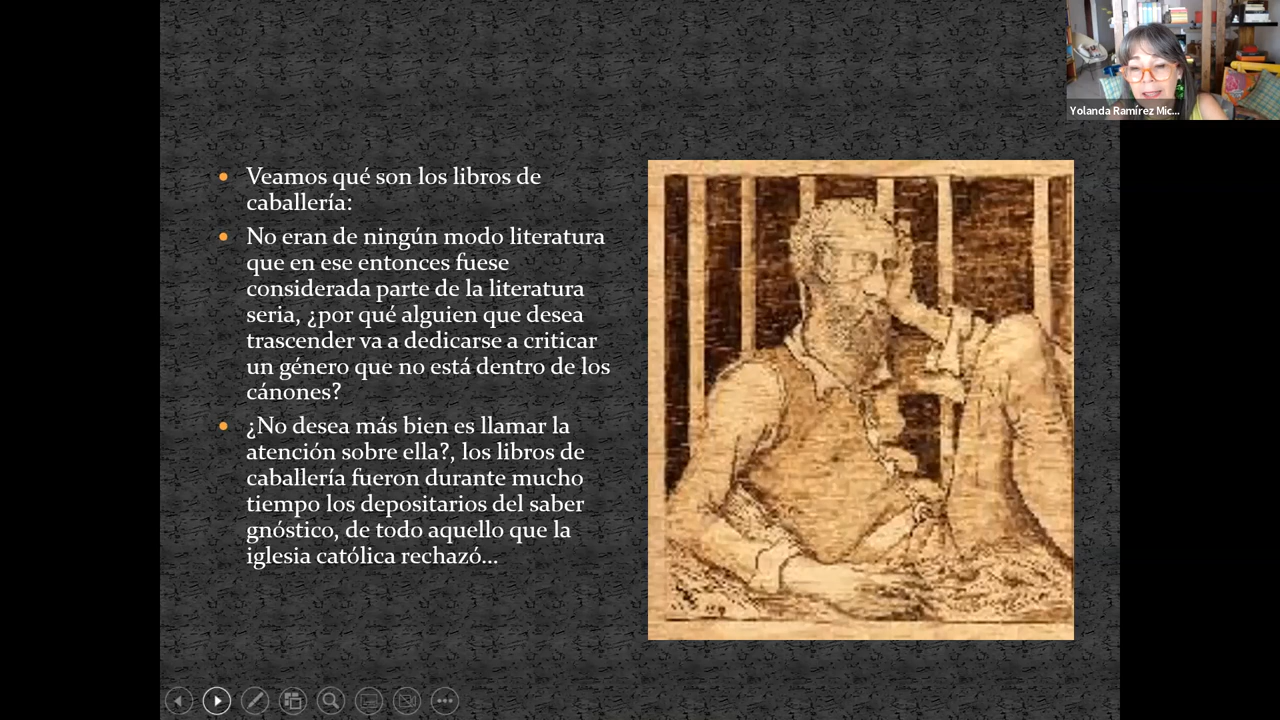 Yolanda Ramírez Mic...
Veamos qué son los libros de
caballería:
No eran de ningún modo literatura
que en ese entonces fuese
considerada parte de la literatura
seria, ¿por qué alguien que desea
trascender va a dedicarse a criticar
un género que no está dentro de los
cánones?
¿No desea más bien es llamar la
atención sobre ella?, los libros de
caballería fueron durante mucho
tiempo los depositarios del saber
gnóstico, de todo aquello que la
iglesia católica rechazó...